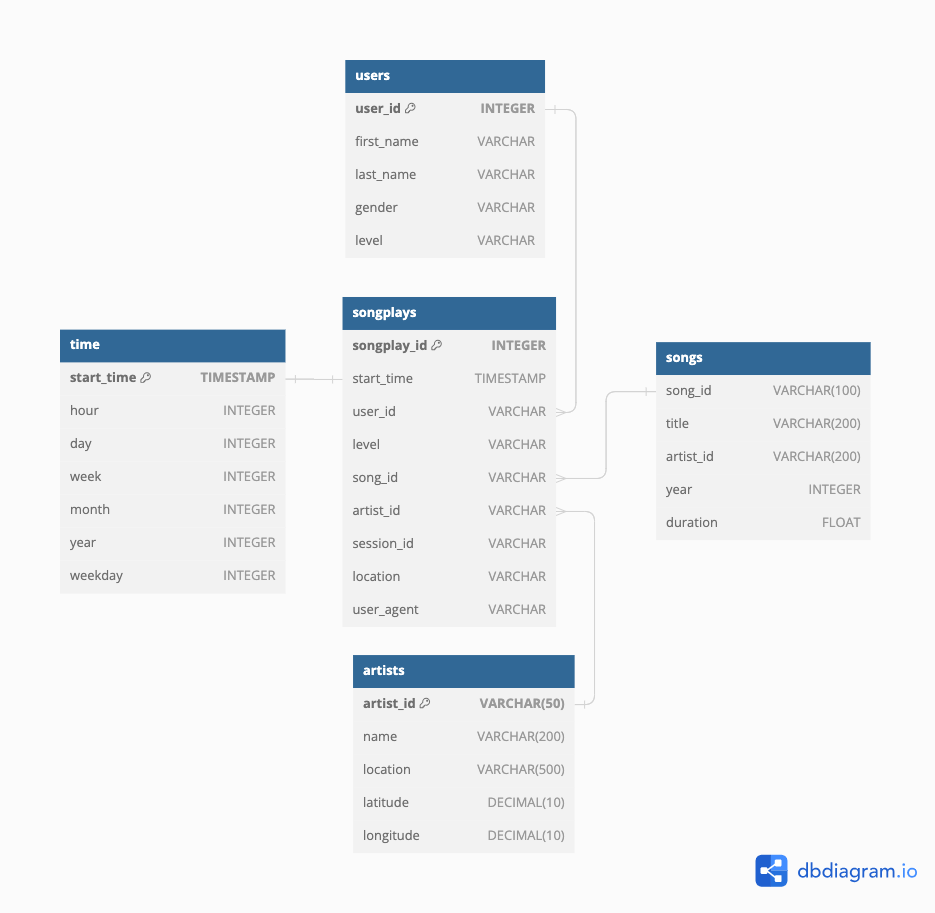 users
user_id INTEGER
first_name VARCHAR
last_name VARCHAR
gender VARCHAR
level VARCHAR
songplays
songplay_id INTEGER
start_time TIMESTAMP
user_id VARCHAR
level VARCHAR
song_id VARCHAR
artist_id VARCHAR
session_id VARCHAR
location VARCHAR
user_agent VARCHAR
time
start_time TIMESTAMP
hour INTEGER
day INTEGER
week INTEGER
month INTEGER
year INTEGER
weekday INTEGER
songs
song_id VARCHAR(100)
title VARCHAR(200)
artist_id VARCHAR(200)
year INTEGER
duration FLOAT
artists
artist_id VARCHAR(50)
name VARCHAR(200)
location VARCHAR(500)
latitude DECIMAL(10)
longitude DECIMAL(10)
dbdiagram.io